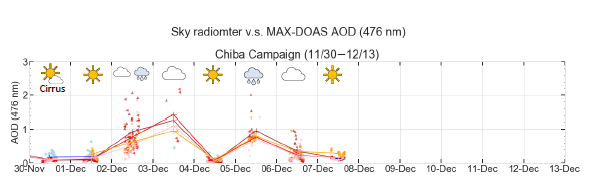 Sky radiomter v.s. MAX-DOAS AOD (476 nm)
Chiba Campaign (11/30−12/13)
Cirrus
AOD (476 nm)
3
2
1
0
30-Nov 01-Dec 02-Dec 03-Dec 04-Dec 05-Dec 06-Dec 07-Dec 08-Dec 09-Dec 10-Dec 11-Dec 12-Dec 13-Dec